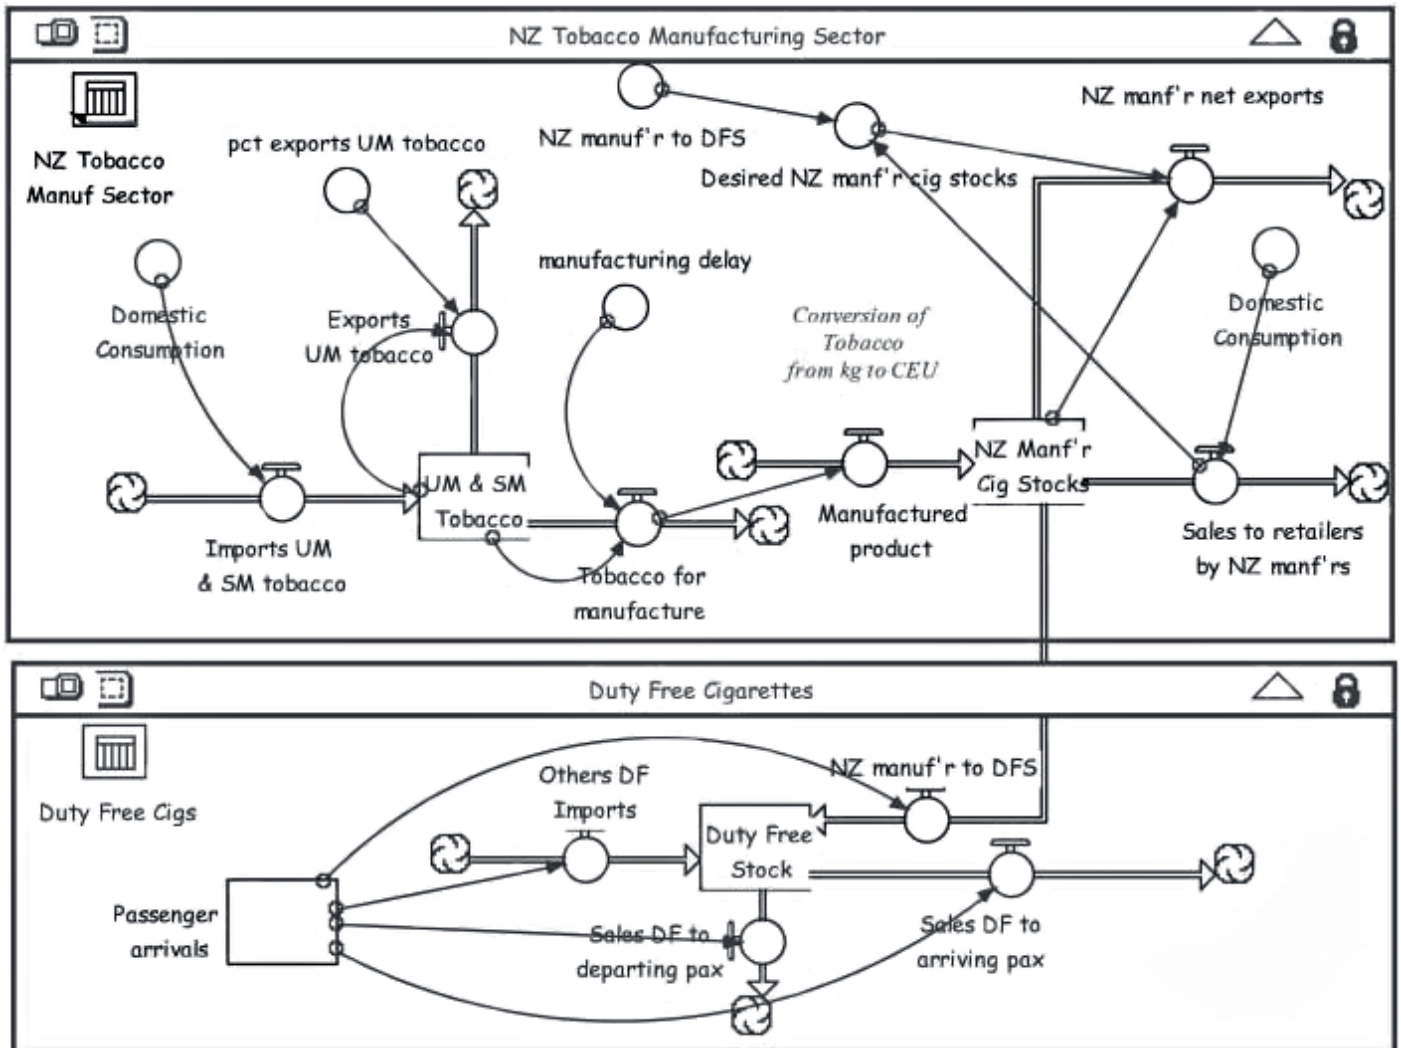 NZ Tobacco Manufacturing Sector
NZ Tobacco
Manuf Sector
pct exports UM tobacco
NZ manuf'r to DFS
NZ manf'r net exports
Desired NZ manf'r cig stocks
manufacturing delay
Domestic
Consumption
Exports
UM tobacco
Conversion of
Tobacco
from kg to CEU
Domestic
Consumption
UM & SM
Tobacco
NZ Manf'r
Cig Stocks
Imports UM
& SM tobacco
Tobacco for
manufacture
Manufactured
product
Sales to retailers
by NZ manf'rs
Duty Free Cigarettes
Duty Free Cigs
Others DF
Imports
NZ manuf'r to DFS
Duty Free
Stock
Passenger
arrivals
Sales DF to
departing pax
Sales DF to
arriving pax